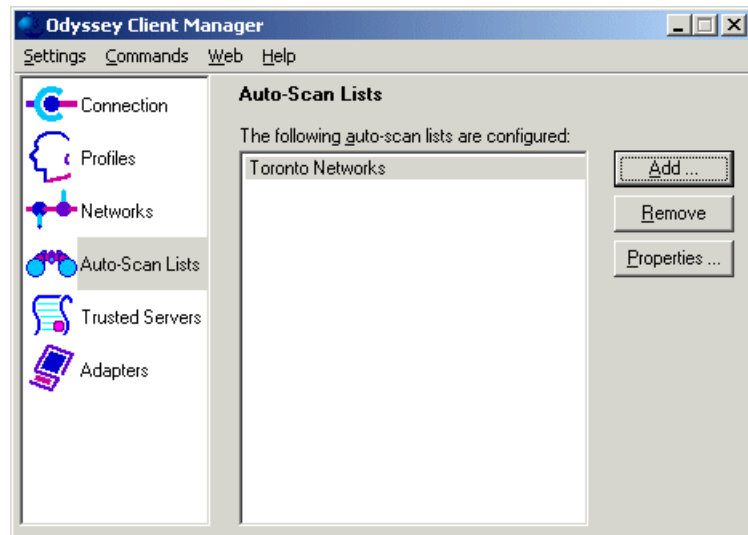 Odyssey Client Manager
Settings Commands Web Help
Connection
Profiles
Networks
Auto-Scan Lists
Trusted Servers
Adapters
Auto-Scan Lists
The following auto-scan lists are configured:
Toronto Networks
Add ...
Remove
Properties ...